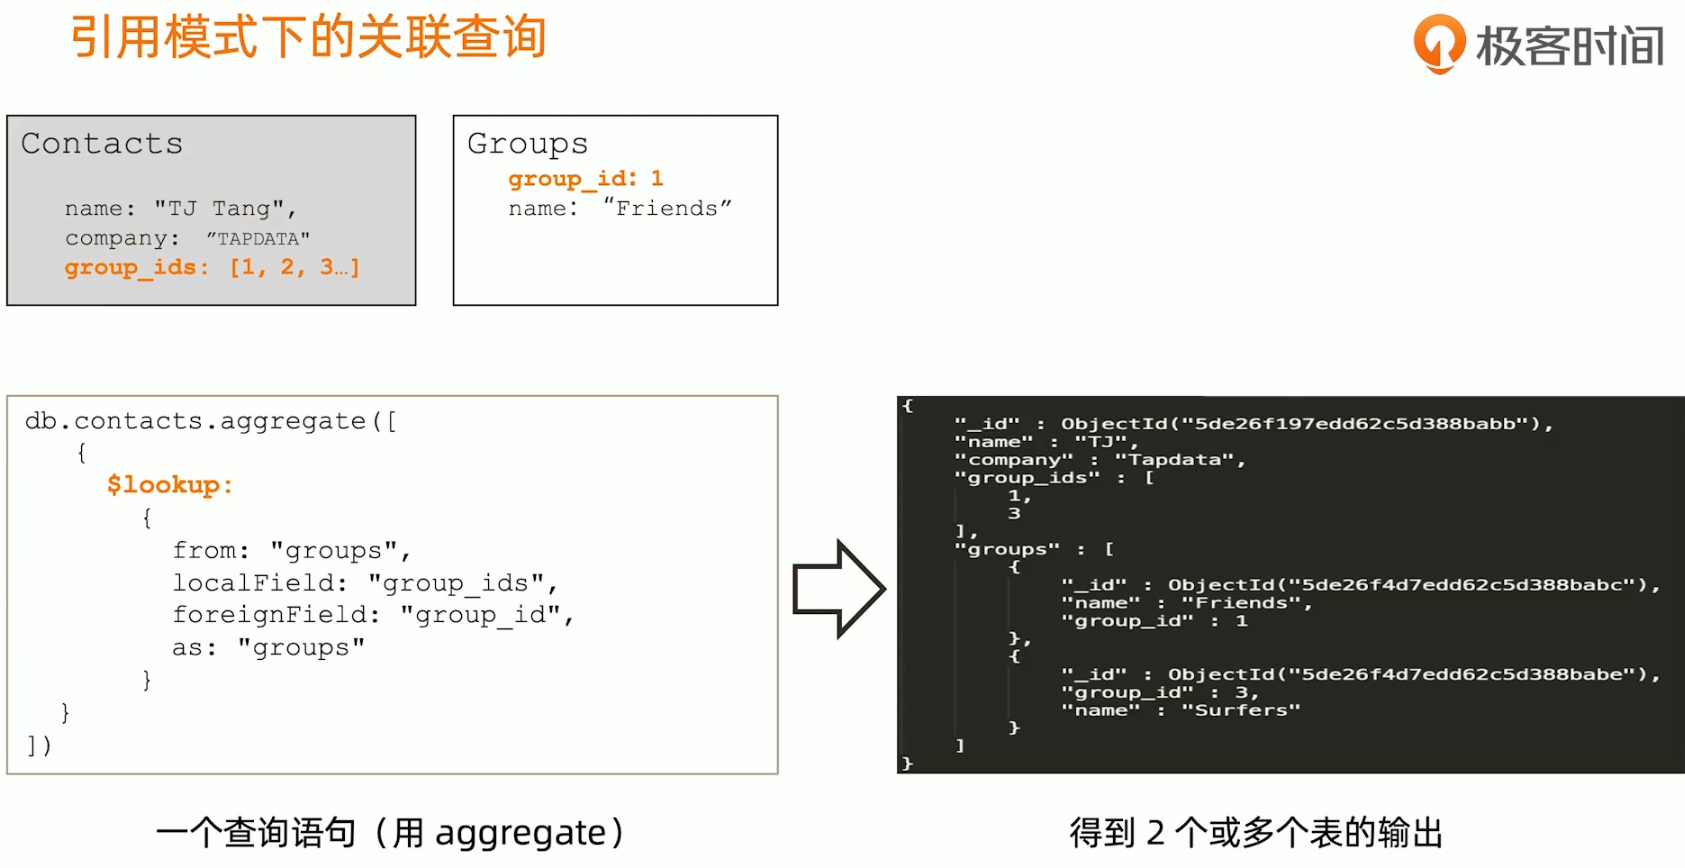 引用模式下的关联查询
极客时间
Contacts
name: "TJ Tang",
company: ”TAPDATA"
group_ids: [1, 2, 3…]
Groups
group_id: 1
name: “Friends”
db.contacts.aggregate([
{
$lookup:
{
from: "groups",
localField: "group_ids",
foreignField: "group_id",
as: "groups"
}
}
])
{
"_id" : ObjectId("5de26f197edd62c5d388babb"),
"name" : "TJ",
"company" : "Tapdata",
"group_ids" : [
1,
3
],
"groups" : [
{
"_id" : ObjectId("5de26f4d7edd62c5d388babc"),
"name" : "Friends",
"group_id" : 1
},
{
"_id" : ObjectId("5de26f4d7edd62c5d388babe"),
"group_id" : 3,
"name" : "Surfers"
}
]
}
一个查询语句（用 aggregate）
得到 2 个或多个表的输出